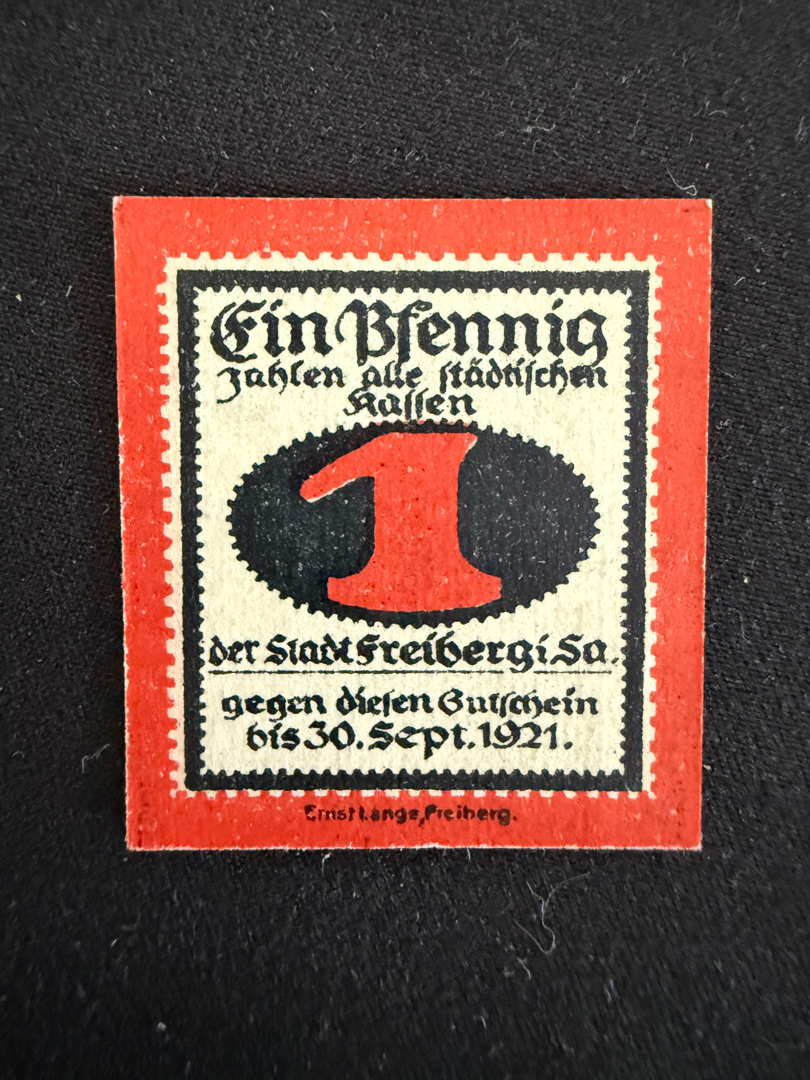 Ein Pfennig
zahlen alle städtischen
Kassen
1
der Stadt Freiberg i. Sa.
gegen diesen Gutschein
bis 30. Sept. 1921.
Ernst Lange, Freiberg.